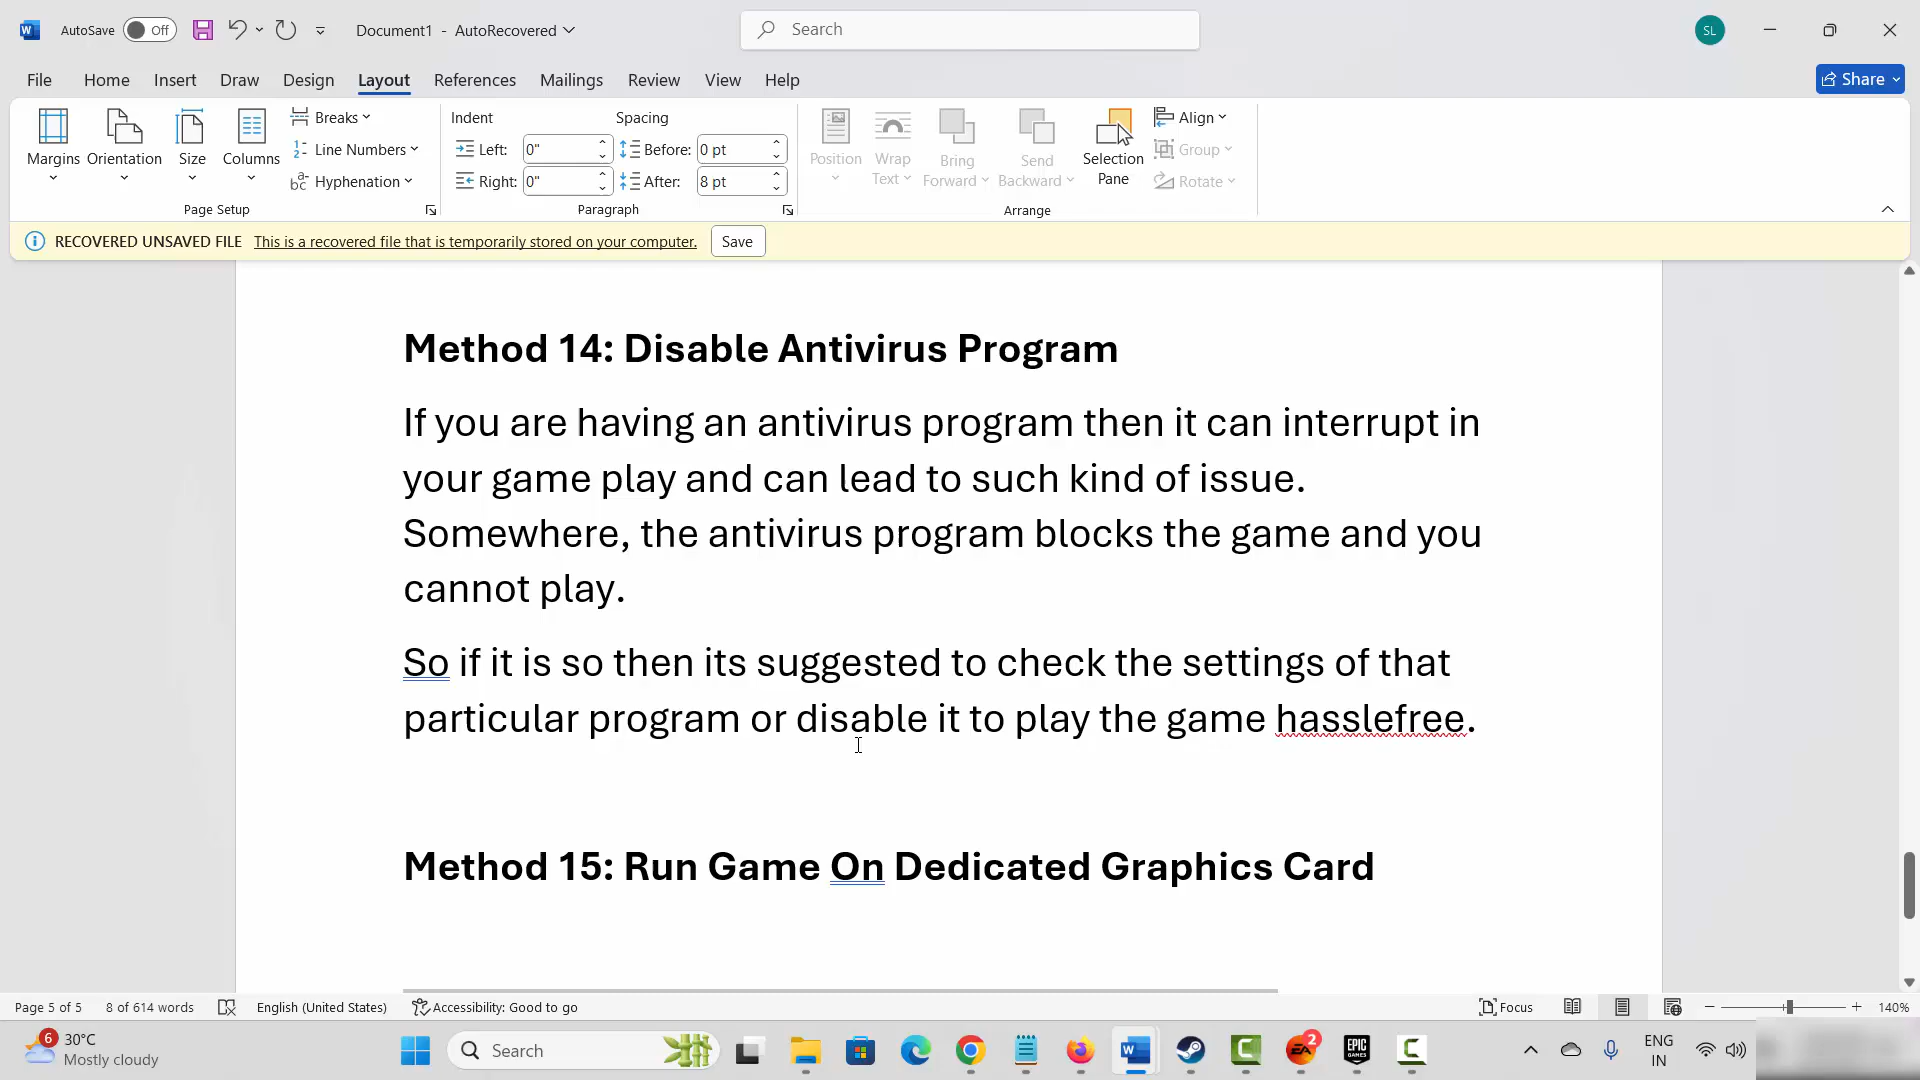 AutoSave Off Document1 - AutoRecovered Search SL
File Home Insert Draw Design Layout References Mailings Review View Help Share
Margins Orientation Size Columns Breaks Line Numbers Hyphenation
Page Setup
Indent Spacing
Left: 0" Before: 0 pt
Right: 0" After: 8 pt
Paragraph
Position Wrap Text Bring Forward Send Backward Selection Pane Align Group Rotate
Arrange
RECOVERED UNSAVED FILE This is a recovered file that is temporarily stored on your computer. Save
Method 14: Disable Antivirus Program
If you are having an antivirus program then it can interrupt in
your game play and can lead to such kind of issue.
Somewhere, the antivirus program blocks the game and you
cannot play.
So if it is so then its suggested to check the settings of that
particular program or disable it to play the game hasslefree.
Method 15: Run Game On Dedicated Graphics Card
Page 5 of 5 8 of 614 words English (United States) Accessibility: Good to go Focus 140%
6 30°C
Mostly cloudy
Search
EA 2
EPIC GAMES
ENG
IN